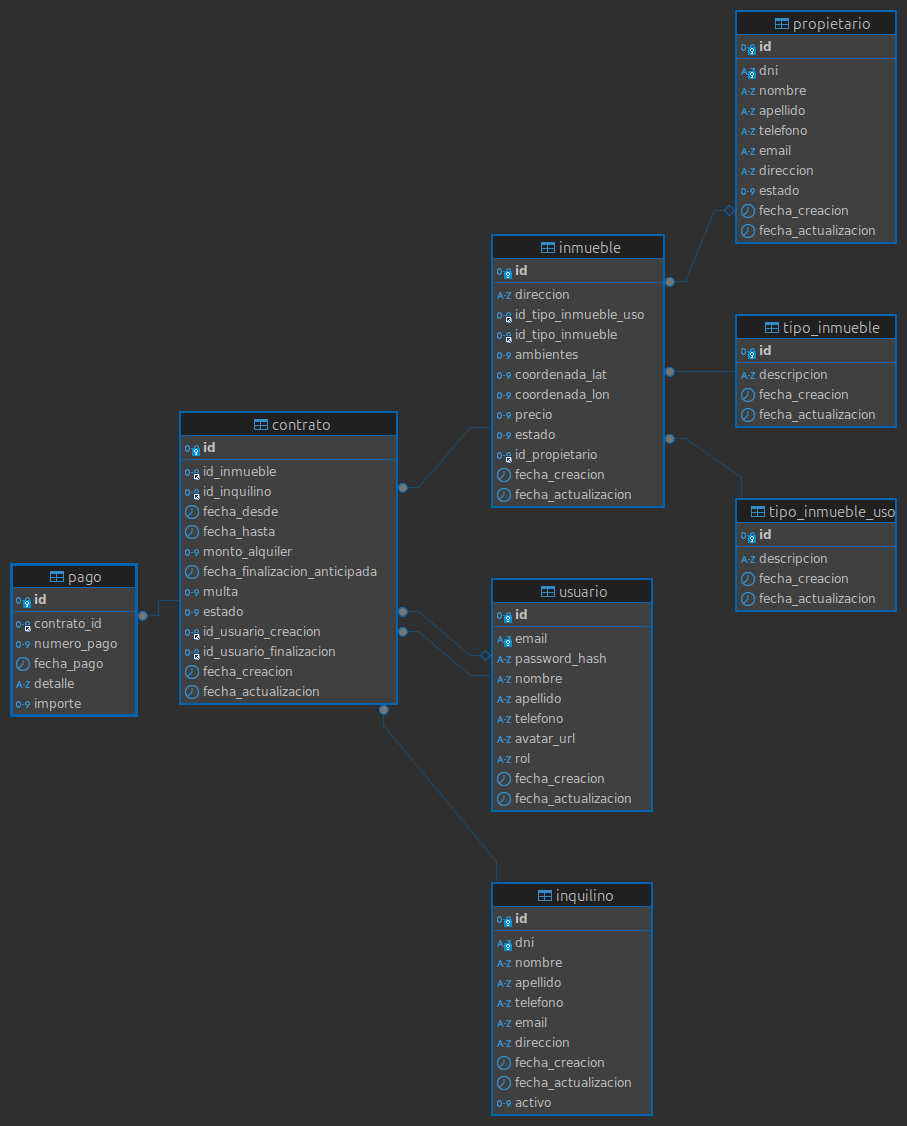 propietario
id
dni
nombre
apellido
telefono
email
direccion
estado
fecha_creacion
fecha_actualizacion
inmueble
id
direccion
id_tipo_inmueble_uso
id_tipo_inmueble
ambientes
coordenada_lat
coordenada_lon
precio
estado
id_propietario
fecha_creacion
fecha_actualizacion
tipo_inmueble
id
descripcion
fecha_creacion
fecha_actualizacion
contrato
id
id_inmueble
id_inquilino
fecha_desde
fecha_hasta
monto_alquiler
fecha_finalizacion_anticipada
multa
estado
id_usuario_creacion
id_usuario_finalizacion
fecha_creacion
fecha_actualizacion
tipo_inmueble_uso
id
descripcion
fecha_creacion
fecha_actualizacion
pago
id
contrato_id
numero_pago
fecha_pago
detalle
importe
usuario
id
email
password_hash
nombre
apellido
telefono
avatar_url
rol
fecha_creacion
fecha_actualizacion
inquilino
id
dni
nombre
apellido
telefono
email
direccion
fecha_creacion
fecha_actualizacion
activo